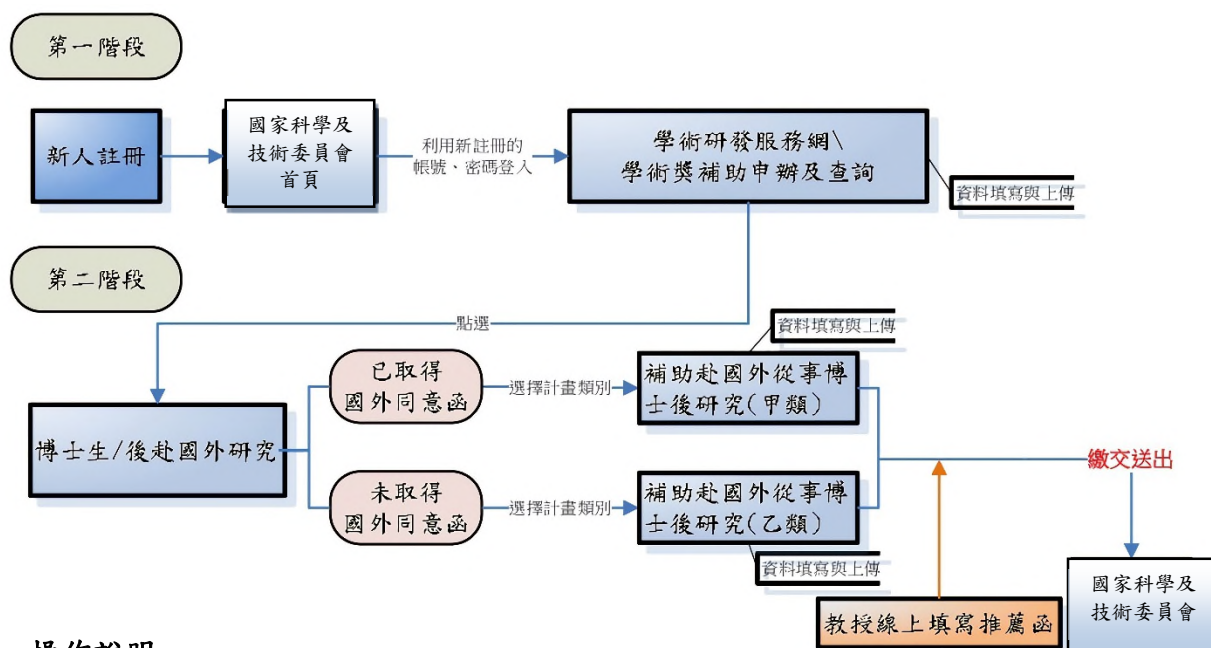 第一階段
新人註冊
國家科學及
技術委員會
首頁
利用新註冊的
帳號、密碼登入
學術研發服務網\
學術獎補助申辦及查詢
資料填寫與上傳
第二階段
點選
資料填寫與上傳
博士生/後赴國外研究
已取得
國外同意函
選擇計畫類別
補助赴國外從事博
士後研究(甲類)
未取得
國外同意函
選擇計畫類別
補助赴國外從事博
士後研究(乙類)
資料填寫與上傳
繳交送出
教授線上填寫推薦函
國家科學及
技術委員會